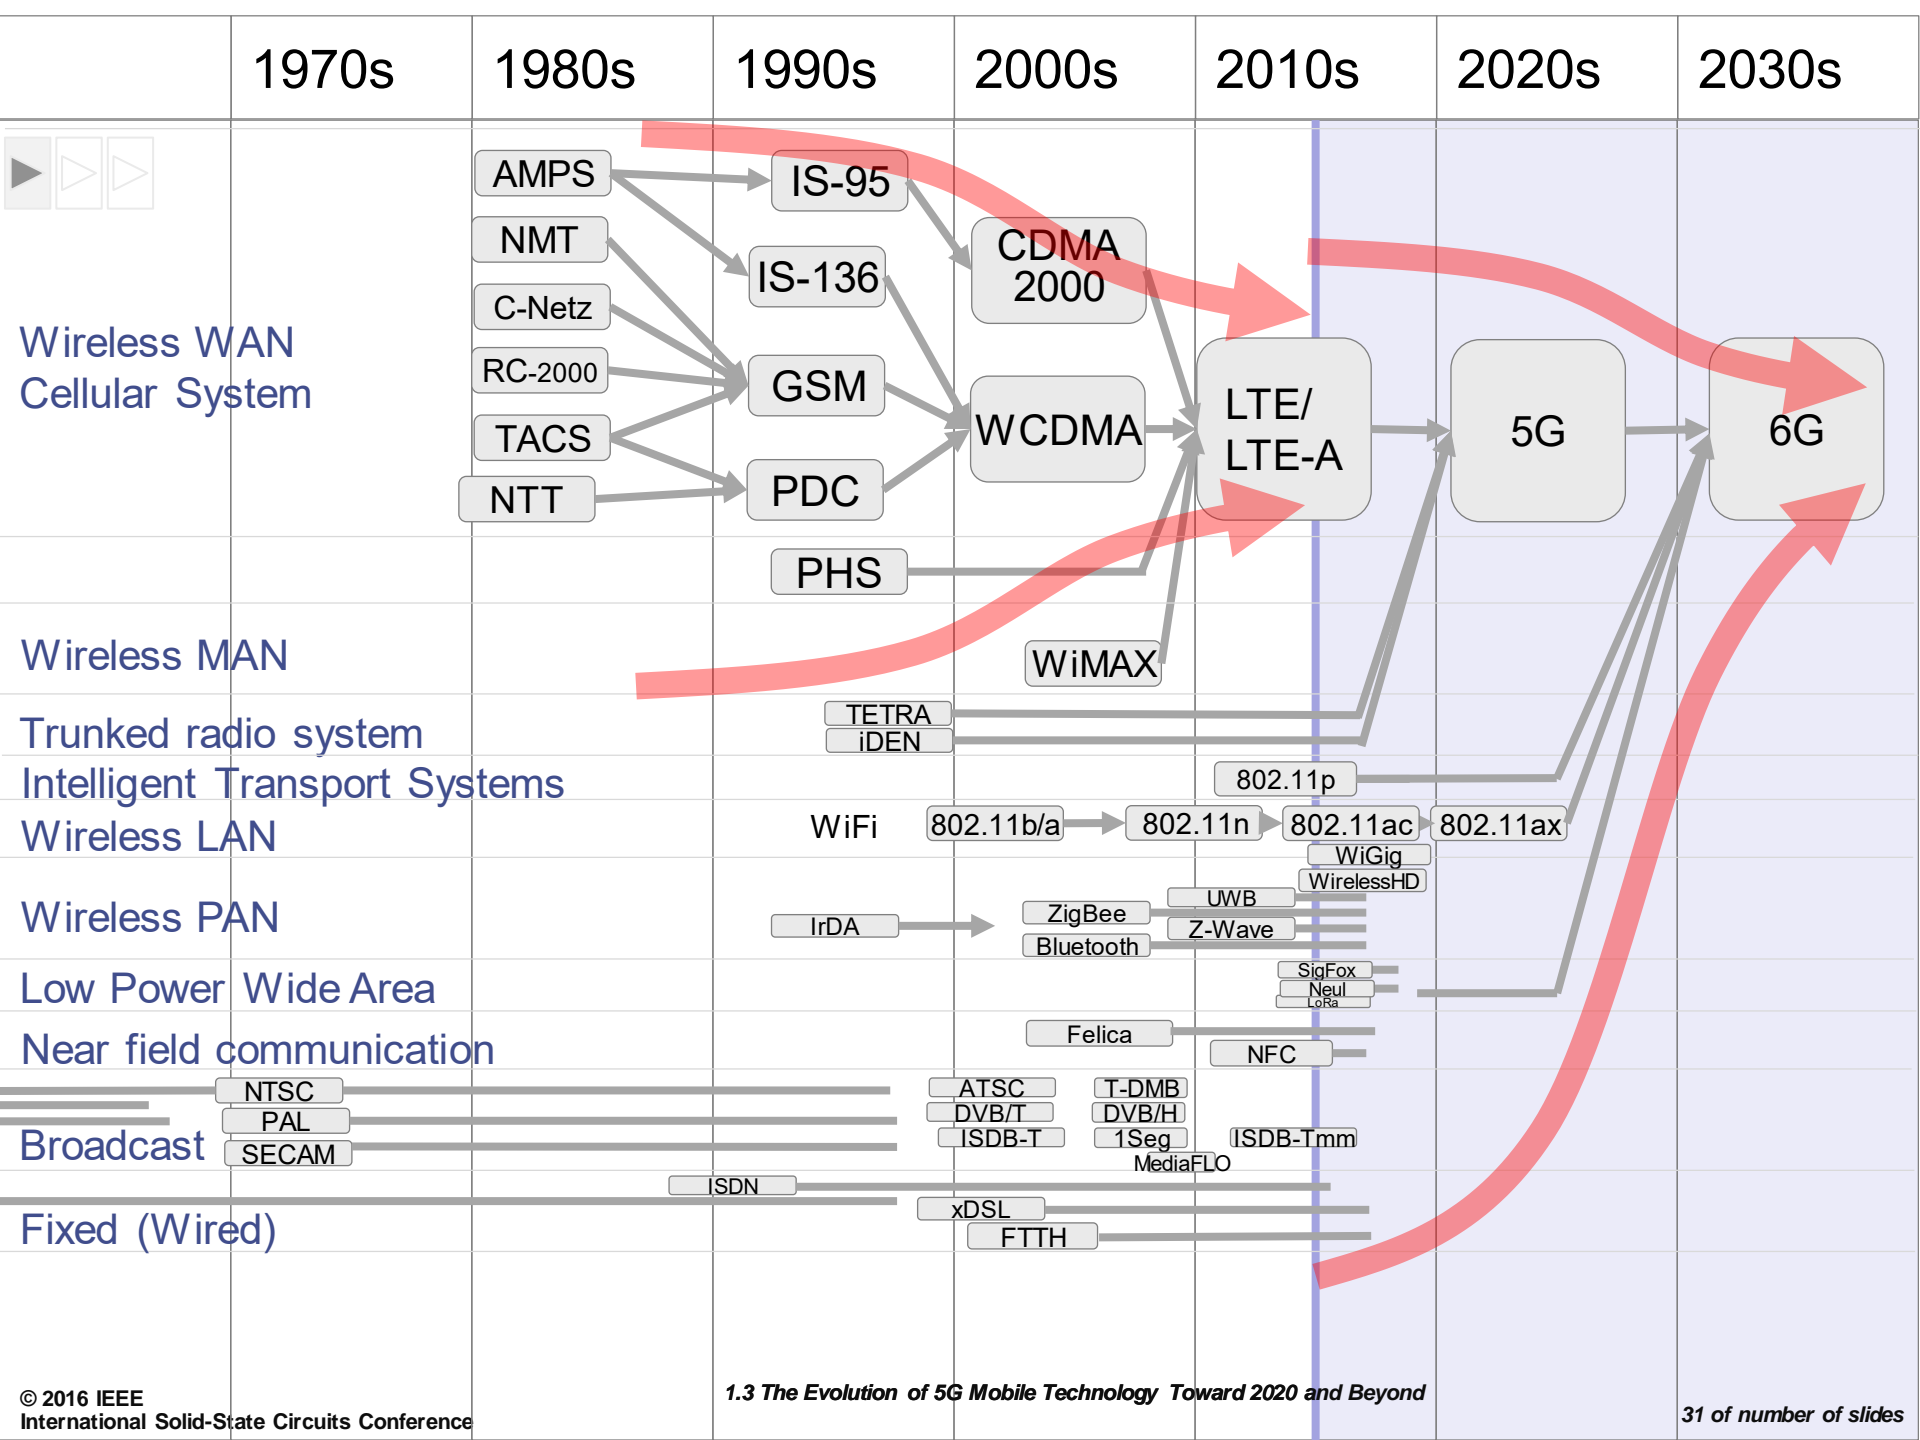 1970s 1980s 1990s 2000s 2010s 2020s 2030s
AMPS
IS-95
NMT
CDMA
2000
IS-136
C-Netz
Wireless WAN
Cellular System
RC-2000
GSM
LTE/
LTE-A
WCDMA
5G
6G
TACS
NTT
PDC
PHS
Wireless MAN
WiMAX
Trunked radio system
TETRA
iDEN
Intelligent Transport Systems
802.11p
Wireless LAN
WiFi
802.11b/a
802.11n
802.11ac
802.11ax
WiGig
WirelessHD
Wireless PAN
UWB
ZigBee
IrDA
Z-Wave
Bluetooth
Low Power Wide Area
SigFox
Neul
LoRa
Near field communication
Felica
NFC
Broadcast
NTSC
ATSC
T-DMB
PAL
DVB/T
DVB/H
SECAM
ISDB-T
1Seg
ISDB-Tmm
MediaFLO
Fixed (Wired)
ISDN
xDSL
FTTH
© 2016 IEEE
International Solid-State Circuits Conference
1.3 The Evolution of 5G Mobile Technology Toward 2020 and Beyond
31 of number of slides